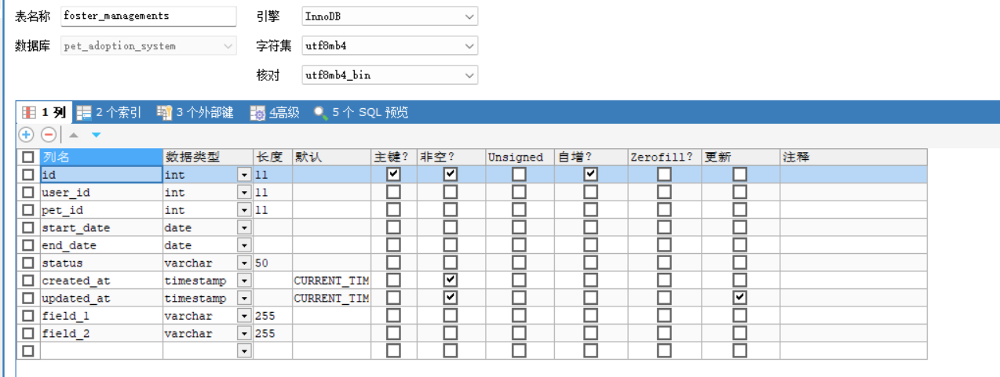 表名称 foster_managements 引擎 InnoDB
数据库 pet_adoption_system 字符集 utf8mb4
核对 utf8mb4_bin
1 列 2 个索引 3 个外部键 4高级 5 个 SQL 预览
列名 数据类型 长度 默认 主键? 非空? Unsigned 自增? Zerofill? 更新 注释
id int 11
user_id int 11
pet_id int 11
start_date date
end_date date
status varchar 50
created_at timestamp CURRENT_TIM
updated_at timestamp CURRENT_TIM
field_1 varchar 255
field_2 varchar 255